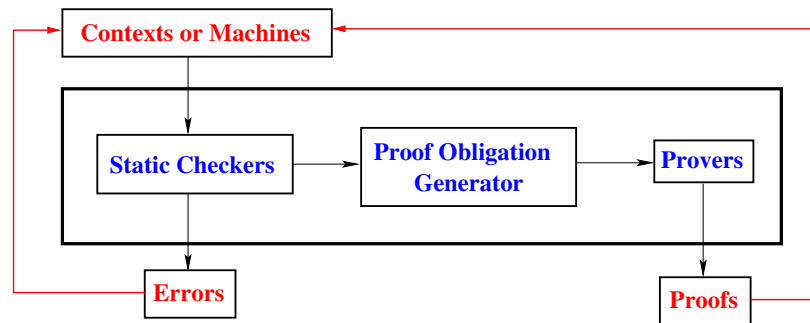 Contexts or Machines
Static Checkers
Proof Obligation
Generator
Provers
Errors
Proofs